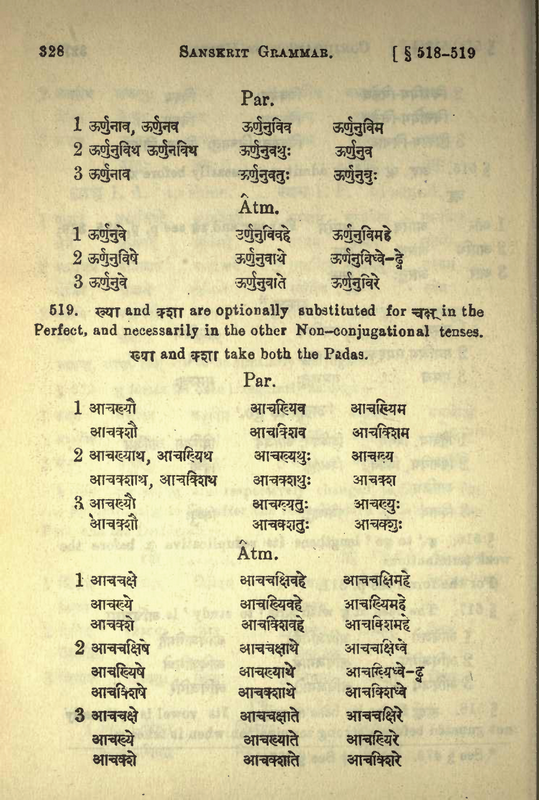 328 SANSKRIT GRAMMAR. [ § 518-519
Par.
1 ऊर्णुनाव, ऊर्णुनव ऊर्णुनुविव ऊर्णुनुविम
2 ऊर्णुनुविथ ऊर्णुनविथ ऊर्णुनुवथुः ऊर्णुनुव
3 ऊर्णुनाव ऊर्णुनुवतुः ऊर्णुनुवुः
Âtm.
1 ऊर्णुनुवे ऊर्णुनुविवहे ऊर्णुनुविमहे
2 ऊर्णुनुविषे ऊर्णुनुवाथे ऊर्णुनुविध्वे-ढ्वे
3 ऊर्णुनुवे ऊर्णुनुवाते ऊर्णुनुविरे
519. ख्या and क्शा are optionally substituted for चक्ष् in the
Perfect, and necessarily in the other Non-conjugational tenses.
ख्या and क्शा take both the Padas.
Par.
1 आचख्यौ आचख्यिव आचख्यिम
आचक्शौ आचक्शिव आचक्शिम
2 आचख्याथ, आचख्यिथ आचख्यथुः आचख्य
आचक्शाथ, आचक्शिथ आचक्शथुः आचक्श
3 आचख्यौ आचख्यतुः आचख्युः
आचक्शौ आचक्शतुः आचक्शुः
Âtm.
1 आचचक्षे आचचक्षिवहे आचचक्षिमहे
आचख्ये आचख्यिवहे आचख्यिमहे
आचक्शे आचक्शिवहे आचक्शिमहे
2 आचचक्षिषे आचचक्षाथे आचचक्षिध्वे
आचख्यिषे आचख्याथे आचख्यिध्वे-ढ्वे
आचक्शिषे आचक्शाथे आचक्शिध्वे
3 आचचक्षे आचचक्षाते आचचक्षिरे
आचख्ये आचख्याते आचख्यिरे
आचक्शे आचक्शाते आचक्शिरे